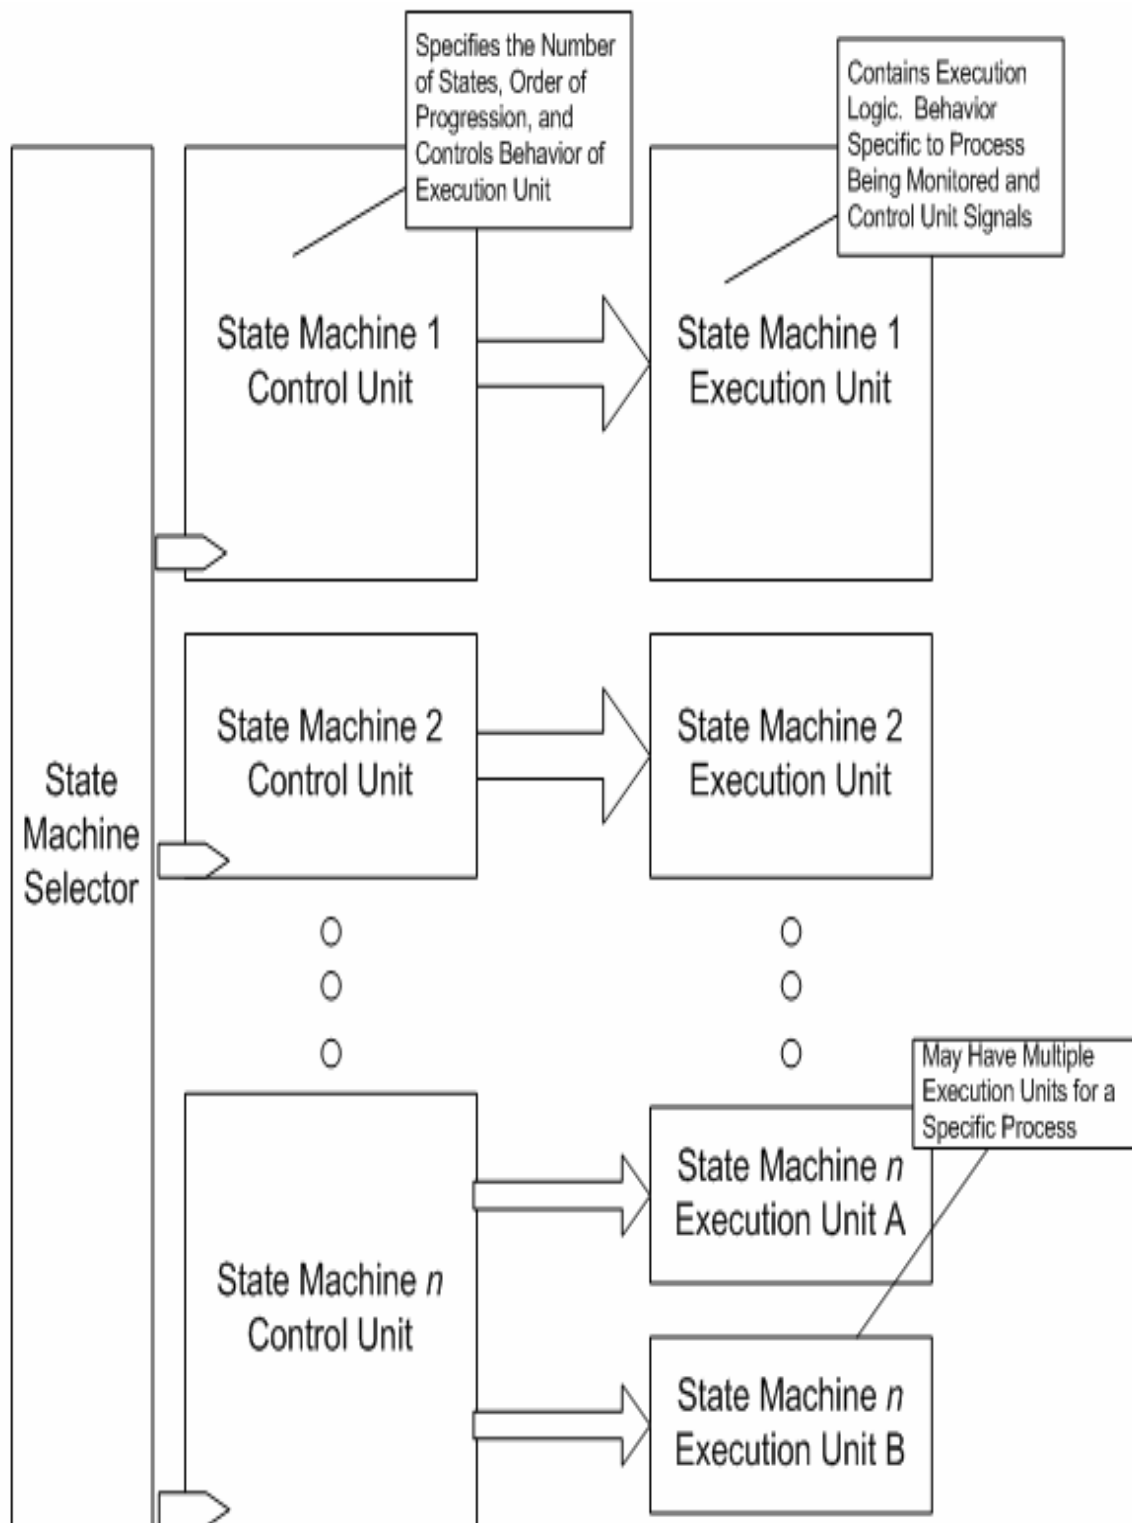 Specifies the Number
of States, Order of
Progression, and
Controls Behavior of
Execution Unit
Contains Execution
Logic. Behavior
Specific to Process
Being Monitored and
Control Unit Signals
State Machine 1
Control Unit
State Machine 1
Execution Unit
State Machine 2
Control Unit
State Machine 2
Execution Unit
State
Machine
Selector
May Have Multiple
Execution Units for a
Specific Process
State Machine n
Execution Unit A
State Machine n
Control Unit
State Machine n
Execution Unit B